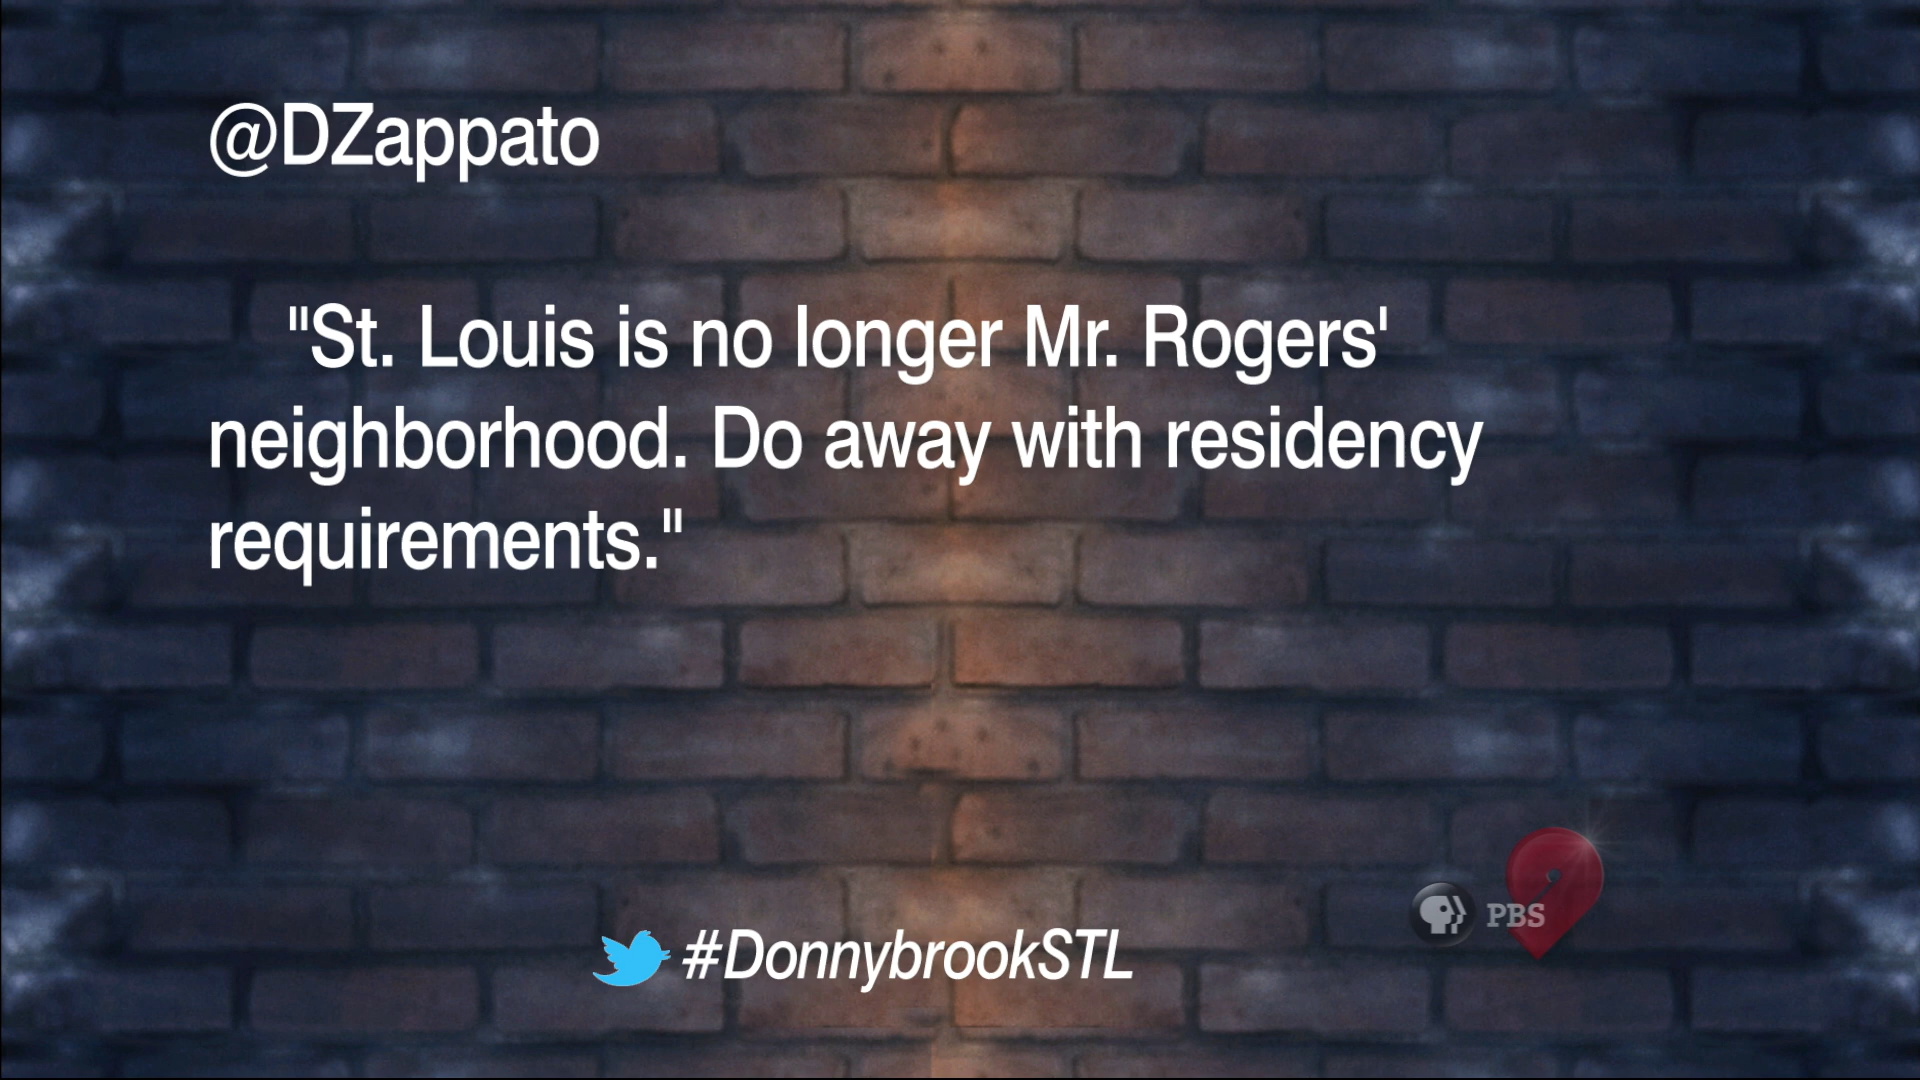 @DZappato
"St. Louis is no longer Mr. Rogers'
neighborhood. Do away with residency
requirements."
#DonnybrookSTL
PBS